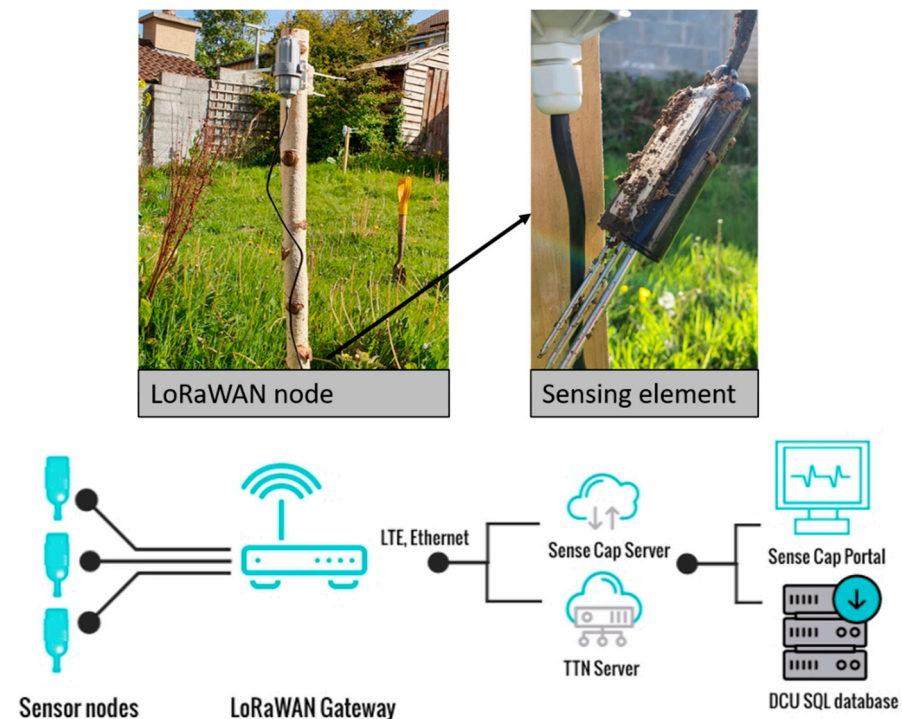 LoRaWAN node
Sensing element
LTE, Ethernet
Sense Cap Server
TTN Server
Sense Cap Portal
DCU SQL database
Sensor nodes
LoRaWAN Gateway